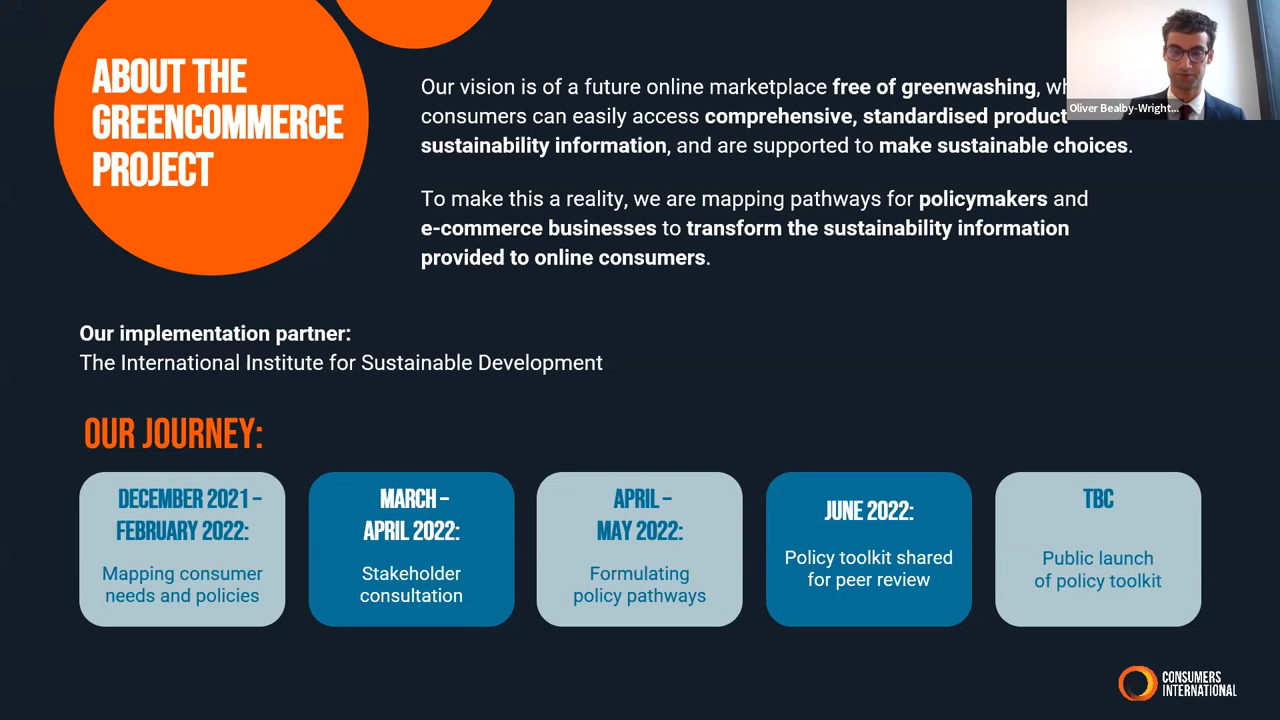 ABOUT THE
GREENCOMMERCE
PROJECT
Our vision is of a future online marketplace free of greenwashing,
consumers can easily access comprehensive, standardised product
sustainability information, and are supported to make sustainable choices.
To make this a reality, we are mapping pathways for policymakers and
e-commerce businesses to transform the sustainability information
provided to online consumers.
Oliver Bealby-Wright...
Our implementation partner:
The International Institute for Sustainable Development
OUR JOURNEY:
DECEMBER 2021 –
FEBRUARY 2022:
Mapping consumer
needs and policies
MARCH –
APRIL 2022:
Stakeholder
consultation
APRIL –
MAY 2022:
Formulating
policy pathways
JUNE 2022:
Policy toolkit shared
for peer review
TBC
Public launch
of policy toolkit
CONSUMERS
INTERNATIONAL